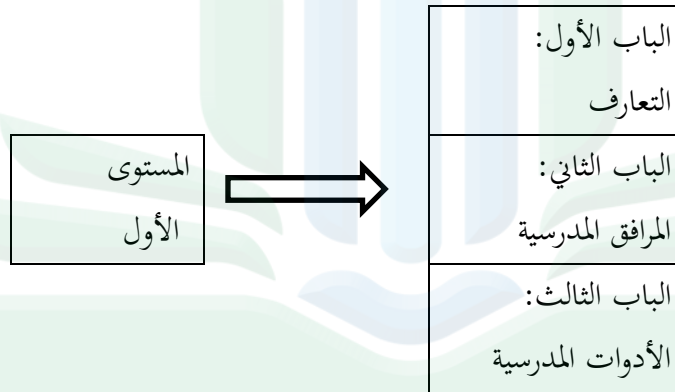 الباب الأول:
التعارف
المستوى
الأول
الباب الثاني:
المرافق المدرسية
الباب الثالث:
الأدوات المدرسية